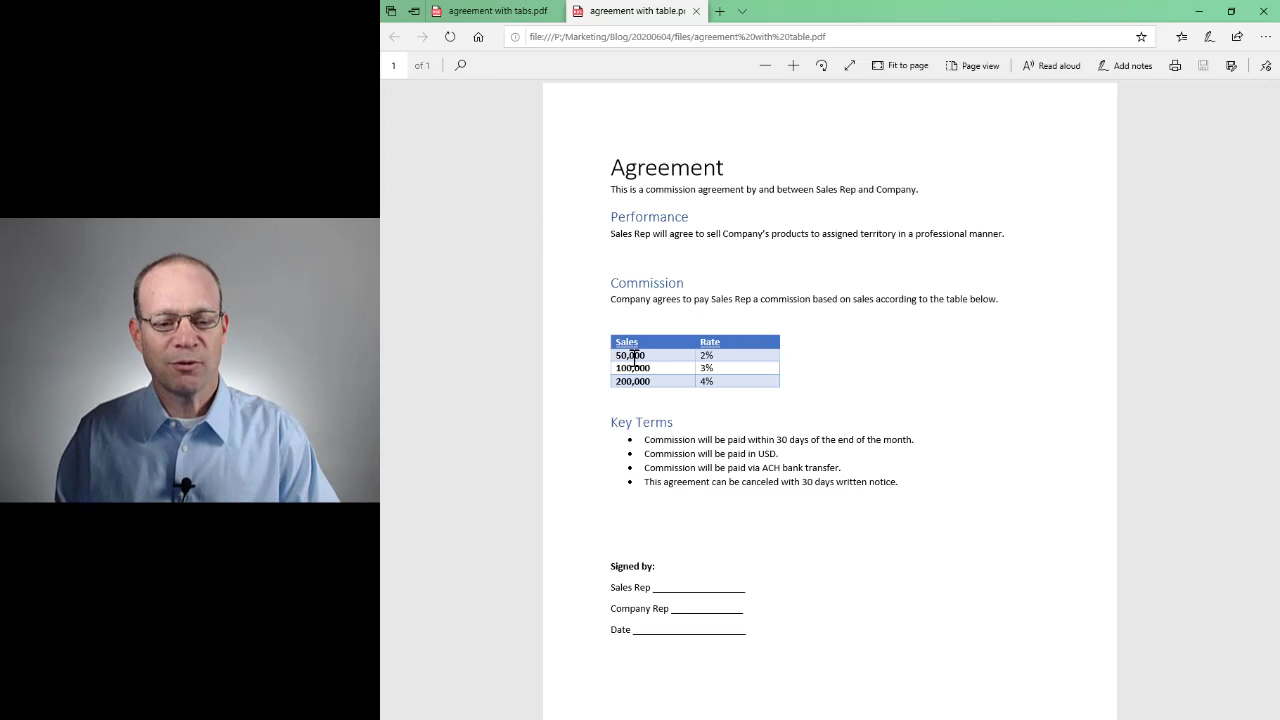 agreement with tabs.pdf
agreement with table.p
file:///P:/Marketing/Blog/20200604/files/agreement%20with%20table.pdf
1 of 1
Fit to page
Page view
Read aloud
Add notes
Agreement
This is a commission agreement by and between Sales Rep and Company.
Performance
Sales Rep will agree to sell Company's products to assigned territory in a professional manner.
Commission
Company agrees to pay Sales Rep a commission based on sales according to the table below.
Sales Rate
50,000 2%
100,000 3%
200,000 4%
Key Terms
• Commission will be paid within 30 days of the end of the month.
• Commission will be paid in USD.
• Commission will be paid via ACH bank transfer.
• This agreement can be canceled with 30 days written notice.
Signed by:
Sales Rep ___________________
Company Rep _______________
Date _______________________